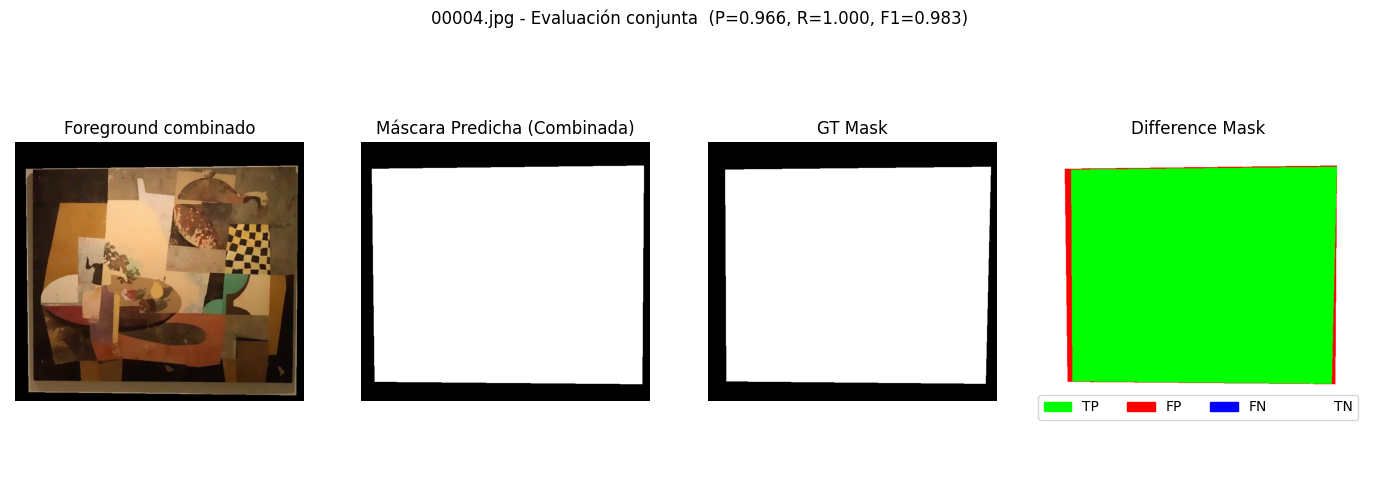 00004.jpg - Evaluación conjunta  (P=0.966, R=1.000, F1=0.983)
Foreground combinado
Máscara Predicha (Combinada)
GT Mask
Difference Mask
TP
FP
FN
TN